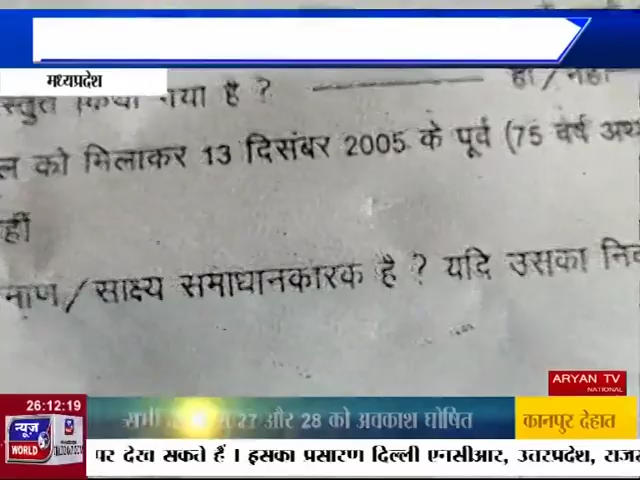 मध्यप्रदेश
गया है ? हां / नहीं
को मिलाकर 13 दिसंबर 2005 के पूर्व (75 वर्ष
साक्ष्य समाधानकारक है ? यदि उसका
ARYAN TV
NATIONAL
26:12:19
न्यूज़
WORLD
27 और 28 को अवकाश घोषित
कानपुर देहात
पर देख सकते हैं । इसका प्रसारण दिल्ली एनसीआर, उत्तरप्रदेश,